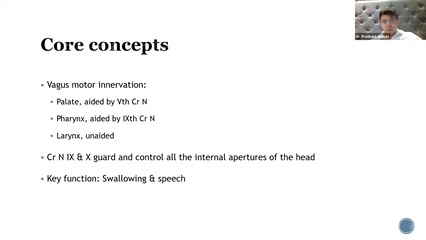 Core concepts
Vagus motor innervation:
Palate, aided by Vth Cr N
Pharynx, aided by IXth Cr N
Larynx, unaided
Cr N IX & X guard and control all the internal apertures of the head
Key function: Swallowing & speech